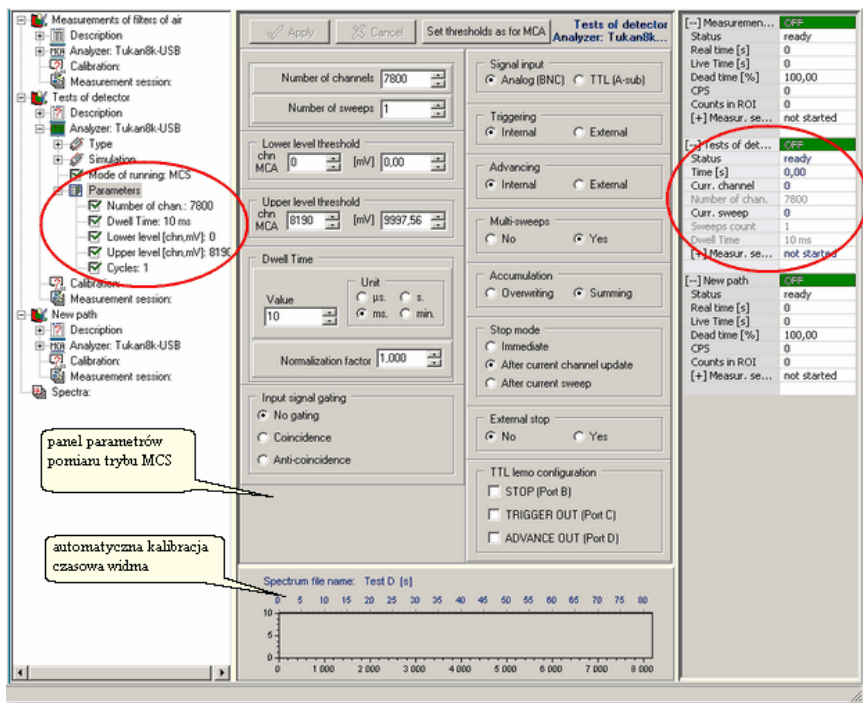 Measurements of filters of air
Description
Analyzer: Tukan8k-USB
Calibration:
Measurement session:
Tests of detector
Description
Analyzer: Tukan8k-USB
Type
Simulation
Mode of running: MCS
Parameters
Number of chan.: 7800
Dwell Time: 10 ms
Lower level [chn,mV]: 0
Upper level [chn,mV]: 8190
Cycles: 1
Calibration:
Measurement session:
New path
Description
Analyzer: Tukan8k-USB
Calibration:
Measurement session:
Spectra:
panel parametrów
pomiaru trybu MCS
automatyczna kalibracja
czasowa widma
Apply Cancel Set thresholds as for MCA
Tests of detector
Analyzer: Tukan8k...
Number of channels 7800
Number of sweeps 1
Lower level threshold
chn
MCA 0 [mV] 0,00
Upper level threshold
chn
MCA 8190 [mV] 9997,56
Dwell Time
Value
10
Unit
µs. s.
ms. min.
Normalization factor 1,000
Input signal gating
No gating
Coincidence
Anti-coincidence
Signal input
Analog (BNC) TTL (A-sub)
Triggering
Internal External
Advancing
Internal External
Multi-sweeps
No Yes
Accumulation
Overwriting Summing
Stop mode
Immediate
After current channel update
After current sweep
External stop
No Yes
TTL lemo configuration
STOP (Port B)
TRIGGER OUT (Port C)
ADVANCE OUT (Port D)
Spectrum file name: Test D [s]
0 5 10 15 20 25 30 35 40 45 50 55 60 65 70 75 80
10
5
0
0 1 000 2 000 3 000 4 000 5 000 6 000 7 000 8 000
[--] Measuremen... OFF
Status ready
Real time [s] 0
Live Time [s] 0
Dead time [%] 100,00
CPS 0
Counts in ROI 0
[+] Measur. se... not started
[--] Tests of det... OFF
Status ready
Time [s] 0,00
Curr. channel 0
Number of chan. 7800
Curr. sweep 0
Sweeps count 1
Dwell Time 10 ms
[+] Measur. se... not started
[--] New path OFF
Status ready
Real time [s] 0
Live Time [s] 0
Dead time [%] 100,00
CPS 0
Counts in ROI 0
[+] Measur. se... not started